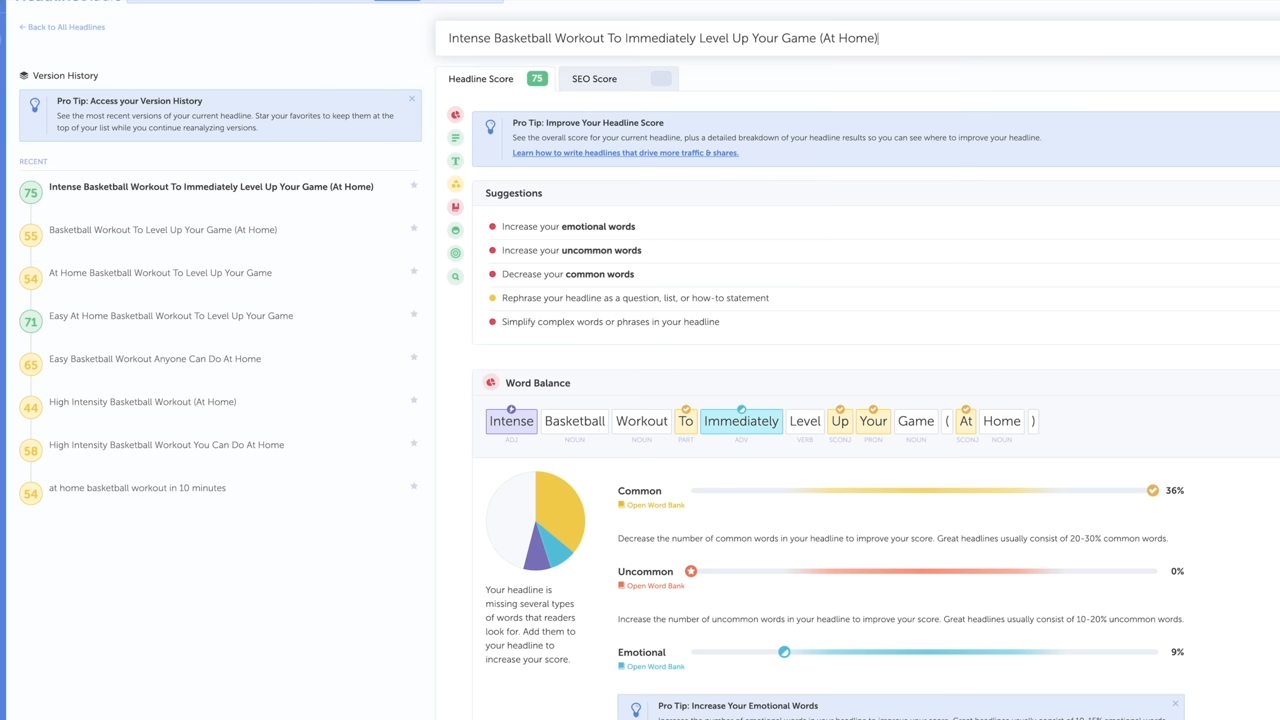 ← Back to All Headlines
Intense Basketball Workout To Immediately Level Up Your Game (At Home)
Version History
Headline Score 75 SEO Score
Pro Tip: Access your Version History
See the most recent versions of your current headline. Star your favorites to keep them at the
top of your list while you continue reanalyzing versions.
Pro Tip: Improve Your Headline Score
See the overall score for your current headline, plus a detailed breakdown of your headline results so you can see where to improve your headline.
Learn how to write headlines that drive more traffic & shares.
RECENT
75 Intense Basketball Workout To Immediately Level Up Your Game (At Home)
55 Basketball Workout To Level Up Your Game (At Home)
54 At Home Basketball Workout To Level Up Your Game
71 Easy At Home Basketball Workout To Level Up Your Game
65 Easy Basketball Workout Anyone Can Do At Home
44 High Intensity Basketball Workout (At Home)
58 High Intensity Basketball Workout You Can Do At Home
54 at home basketball workout in 10 minutes
Suggestions
Increase your emotional words
Increase your uncommon words
Decrease your common words
Rephrase your headline as a question, list, or how-to statement
Simplify complex words or phrases in your headline
Word Balance
Intense Basketball Workout To Immediately Level Up Your Game ( At Home )
ADJ NOUN NOUN PART ADV VERB SCONJ PRON NOUN SCONJ NOUN
Your headline is
missing several types
of words that readers
look for. Add them to
your headline to
increase your score.
Common 36%
Open Word Bank
Decrease the number of common words in your headline to improve your score. Great headlines usually consist of 20-30% common words.
Uncommon 0%
Open Word Bank
Increase the number of uncommon words in your headline to improve your score. Great headlines usually consist of 10-20% uncommon words.
Emotional 9%
Open Word Bank
Pro Tip: Increase Your Emotional Words